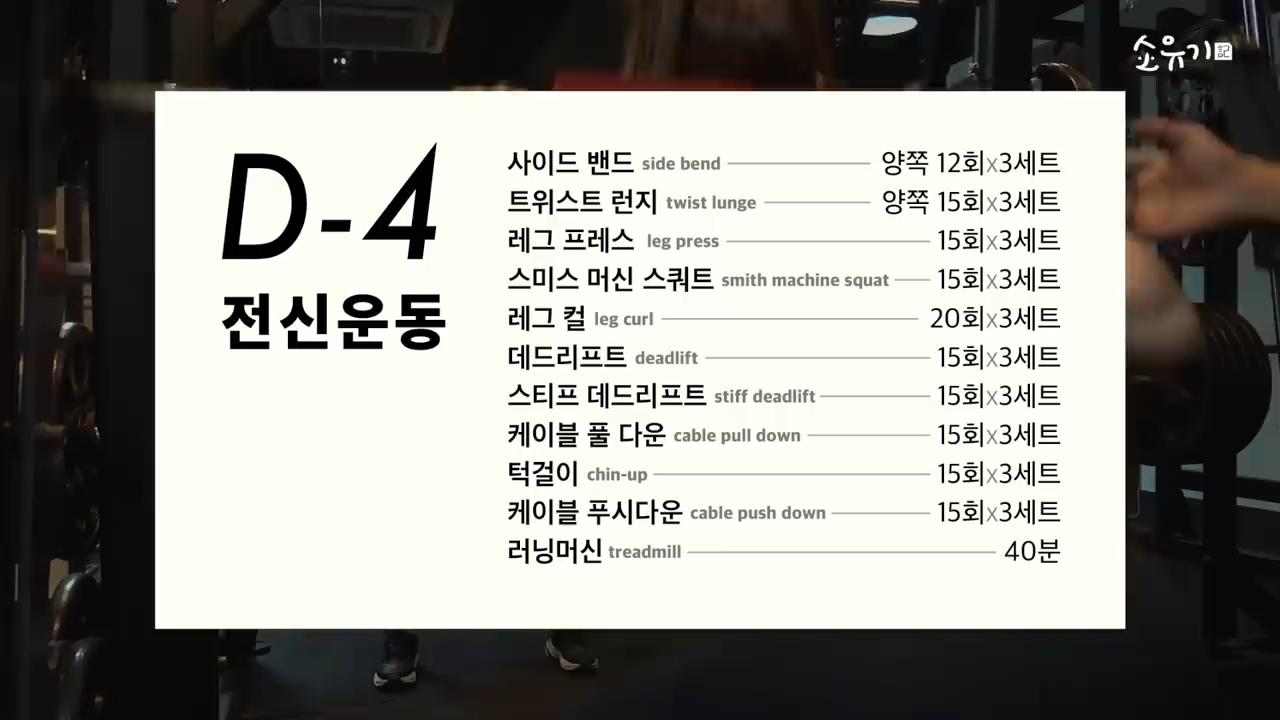 소유기記
D-4
전신운동
사이드 밴드 side bend 양쪽 12회x3세트
트위스트 런지 twist lunge 양쪽 15회x3세트
레그 프레스 leg press 15회x3세트
스미스 머신 스쿼트 smith machine squat 15회x3세트
레그 컬 leg curl 20회x3세트
데드리프트 deadlift 15회x3세트
스티프 데드리프트 stiff deadlift 15회x3세트
케이블 풀 다운 cable pull down 15회x3세트
턱걸이 chin-up 15회x3세트
케이블 푸시다운 cable push down 15회x3세트
러닝머신 treadmill 40분